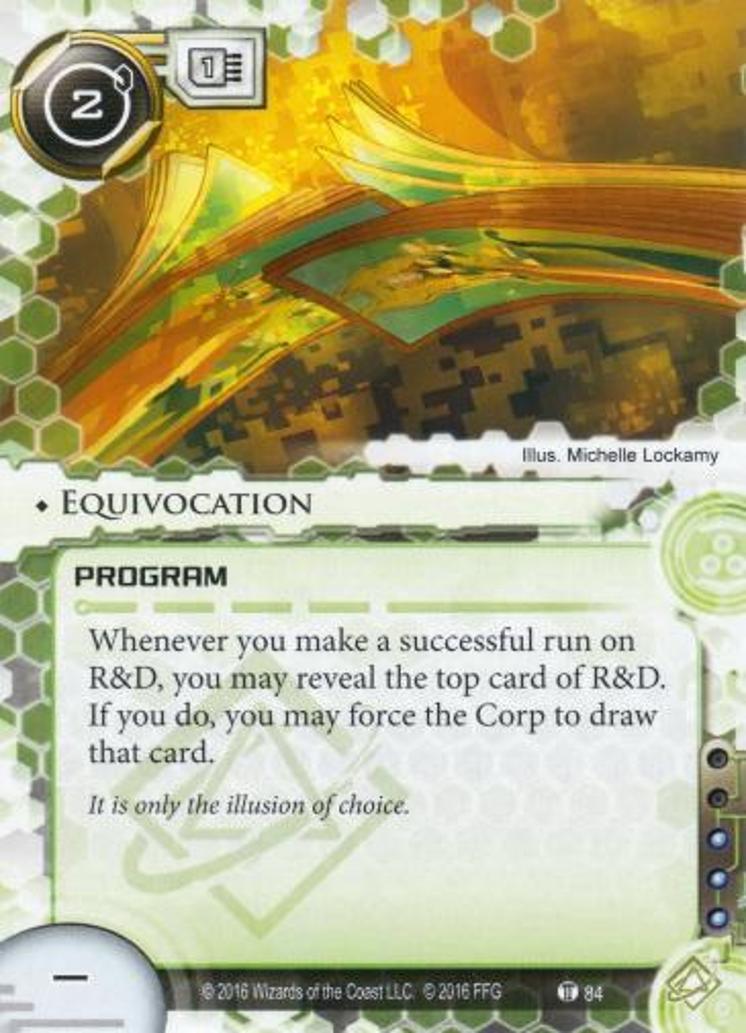 2
1
Illus. Michelle Lockamy
◆ EQUIVOCATION
PROGRAM
Whenever you make a successful run on
R&D, you may reveal the top card of R&D.
If you do, you may force the Corp to draw
that card.
It is only the illusion of choice.
–
© 2016 Wizards of the Coast LLC. © 2016 FFG
84